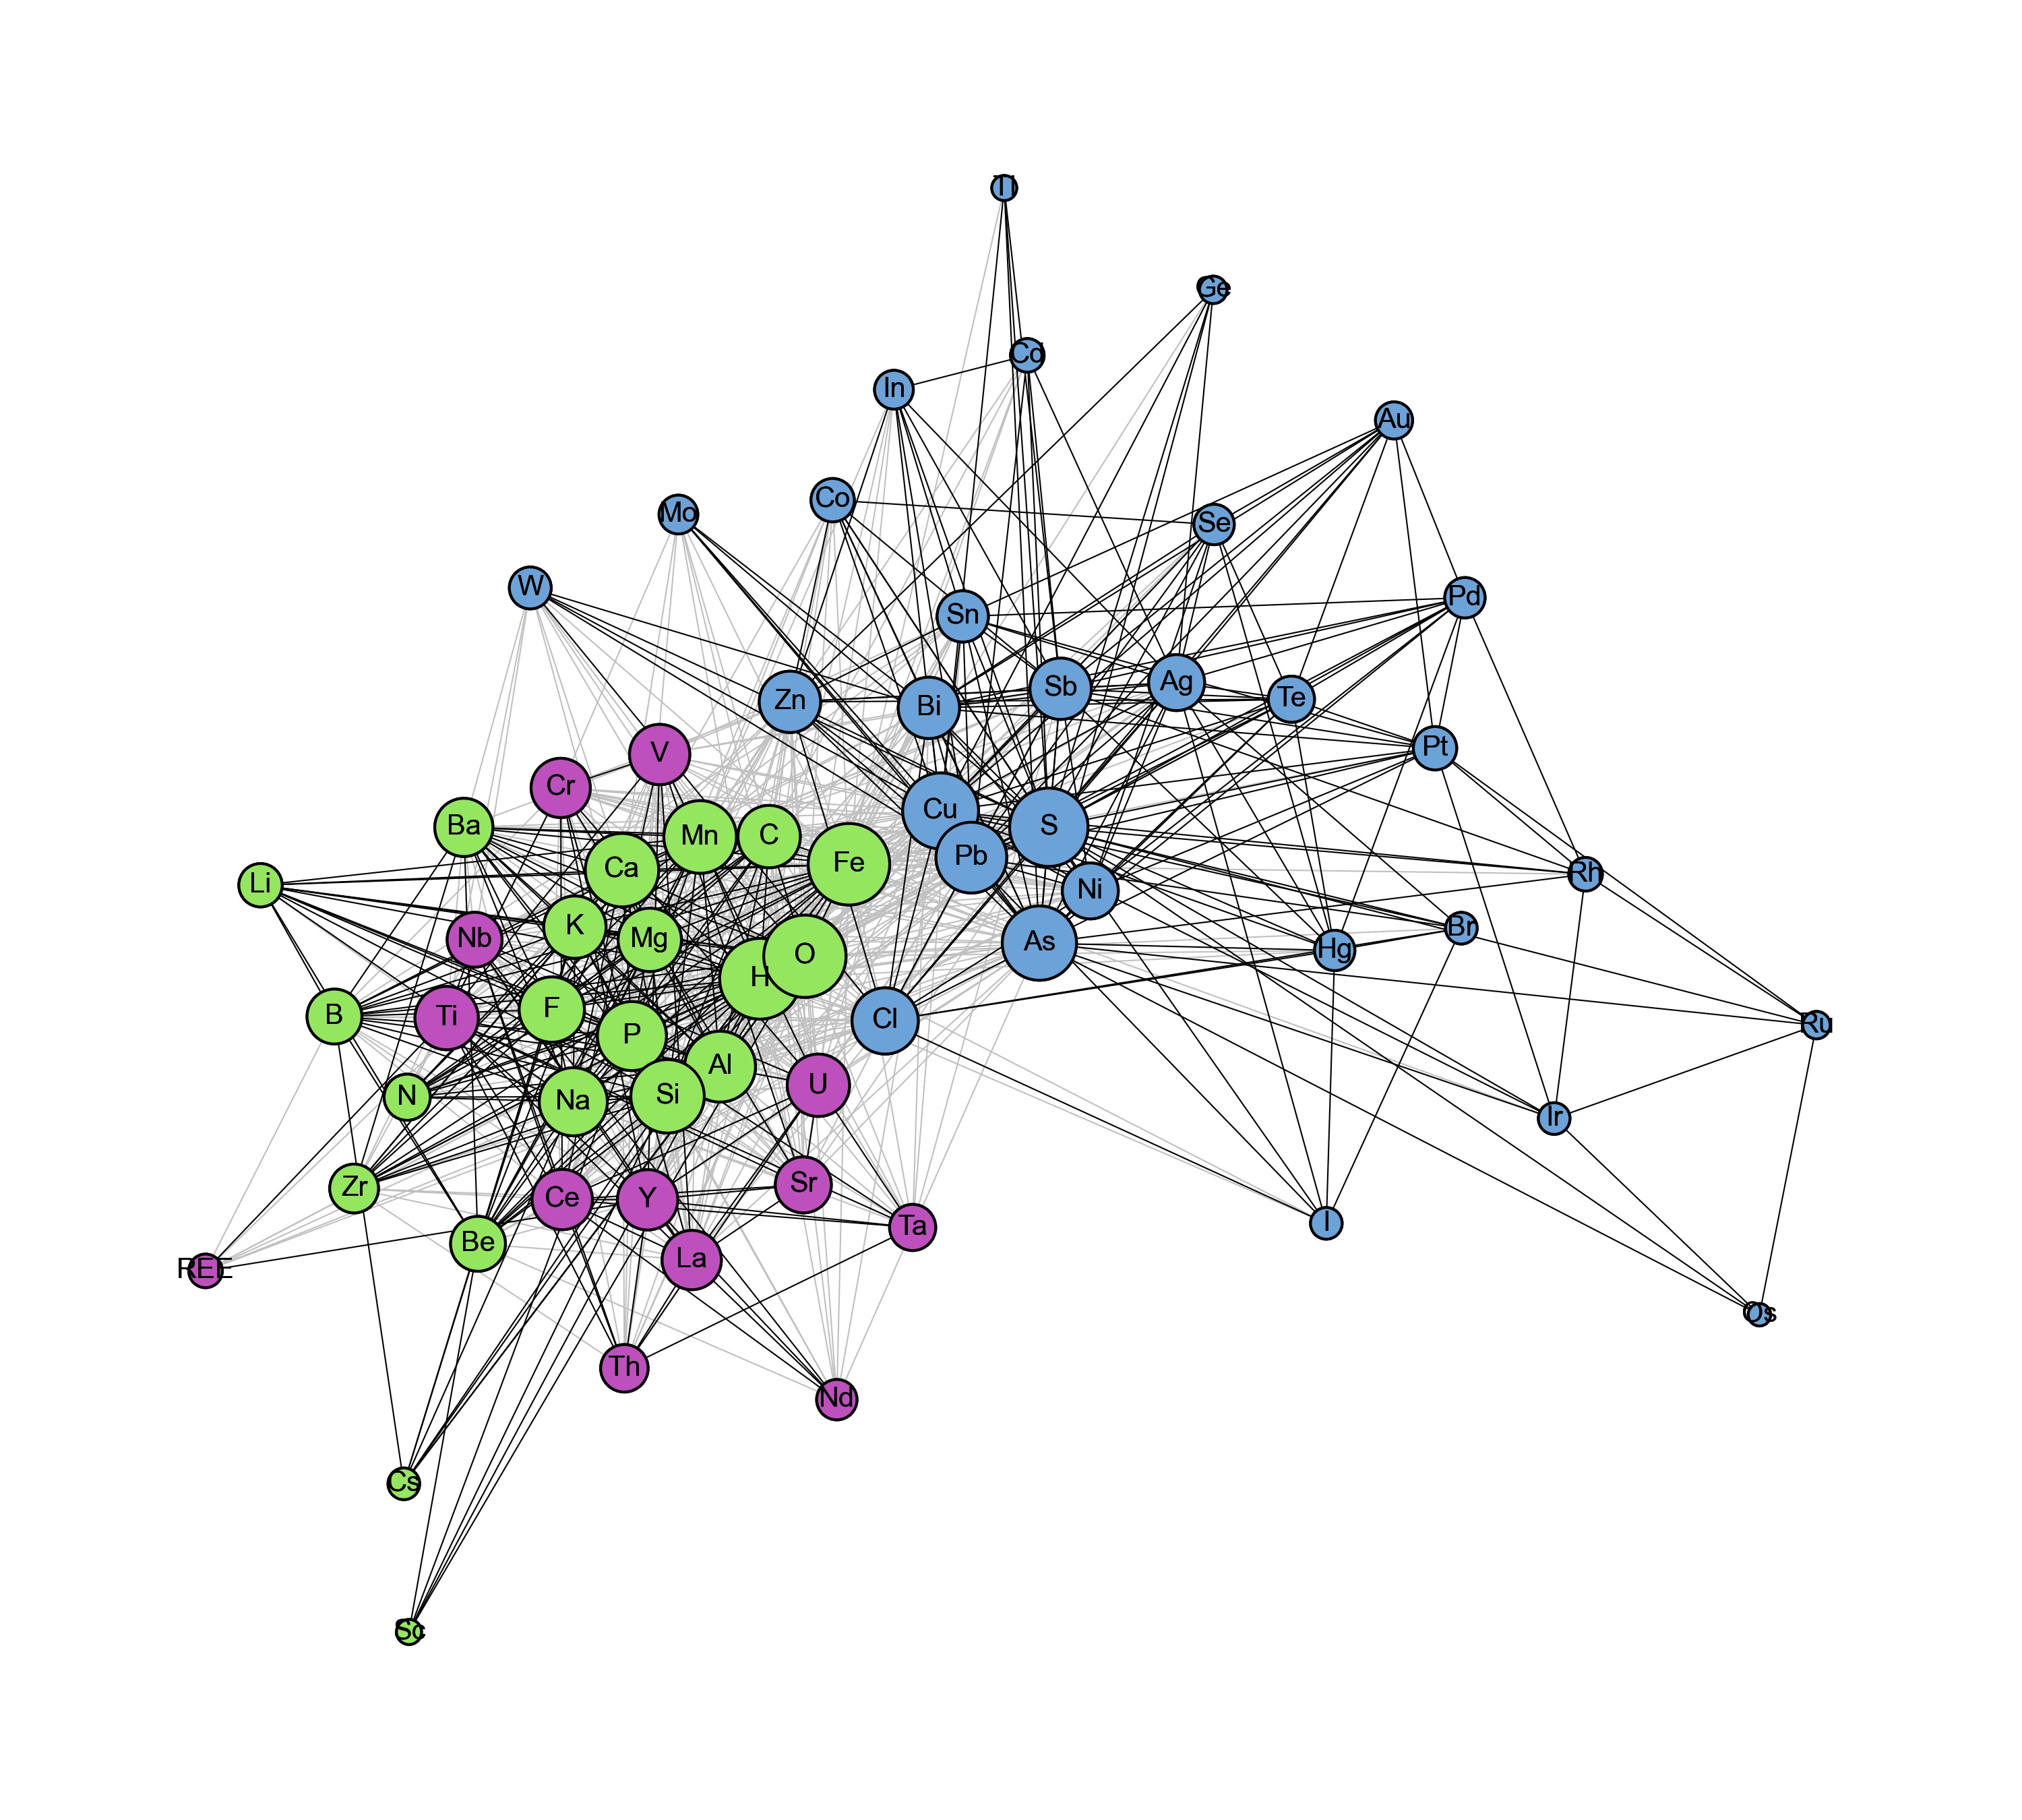 Tl
Ge
Cd
In
Au
Co
Mo
Se
W
Pd
Sn
Zn
Bi
Sb
Ag
Te
Pt
V
Cr
Ba
Mn
C
Ca
Fe
Cu
S
Pb
Ni
Rh
Li
K
Nb
Mg
As
Br
Hg
H
O
B
Ti
F
P
Cl
Ru
N
Na
Si
Al
U
Ir
Zr
Ce
Y
Sr
Ta
I
Be
La
REE
Os
Th
Nd
Cs
Sc